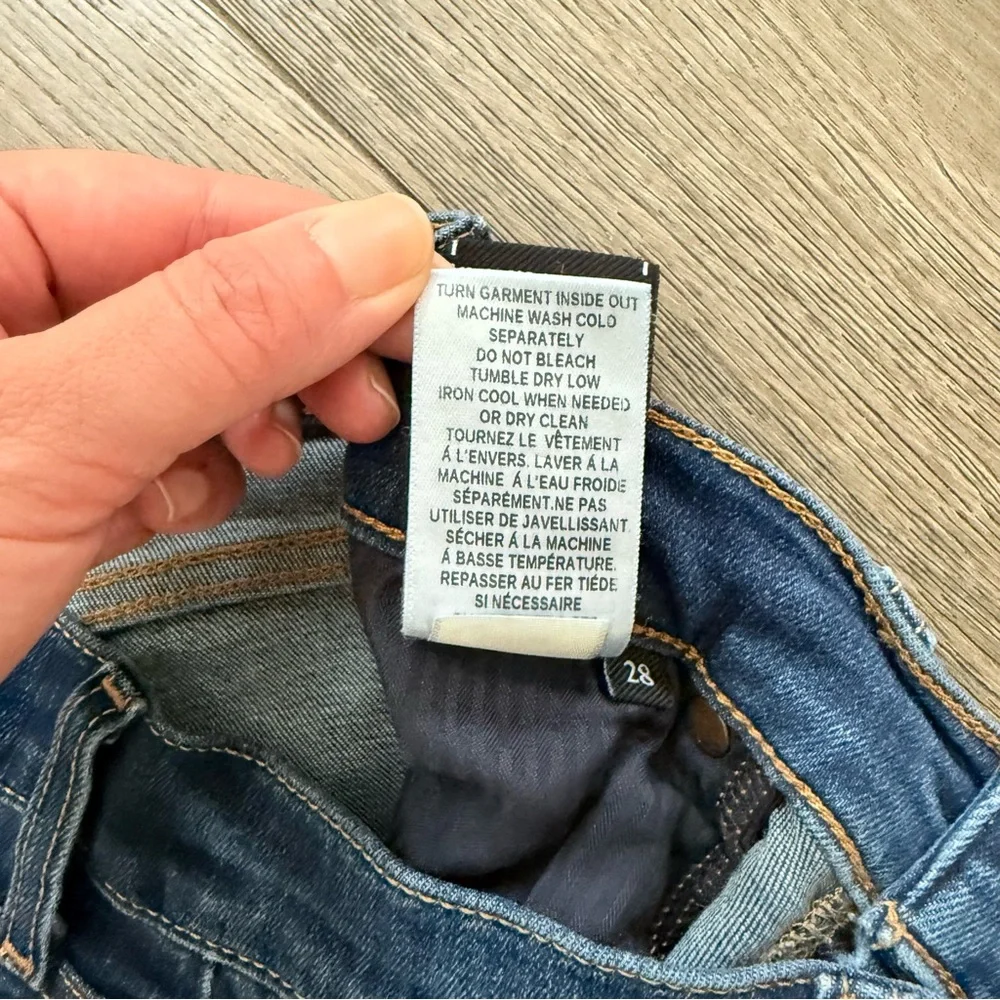 TURN GARMENT INSIDE OUT
MACHINE WASH COLD
SEPARATELY
DO NOT BLEACH
TUMBLE DRY LOW
IRON COOL WHEN NEEDED
OR DRY CLEAN
TOURNEZ LE VÊTEMENT
Á L'ENVERS. LAVER Á LA
MACHINE Á L'EAU FROIDE
SÉPARÉMENT.NE PAS
UTILISER DE JAVELLISSANT
SÉCHER Á LA MACHINE
Á BASSE TEMPÉRATURE.
REPASSER AU FER TIÉDE
SI NÉCESSAIRE
28